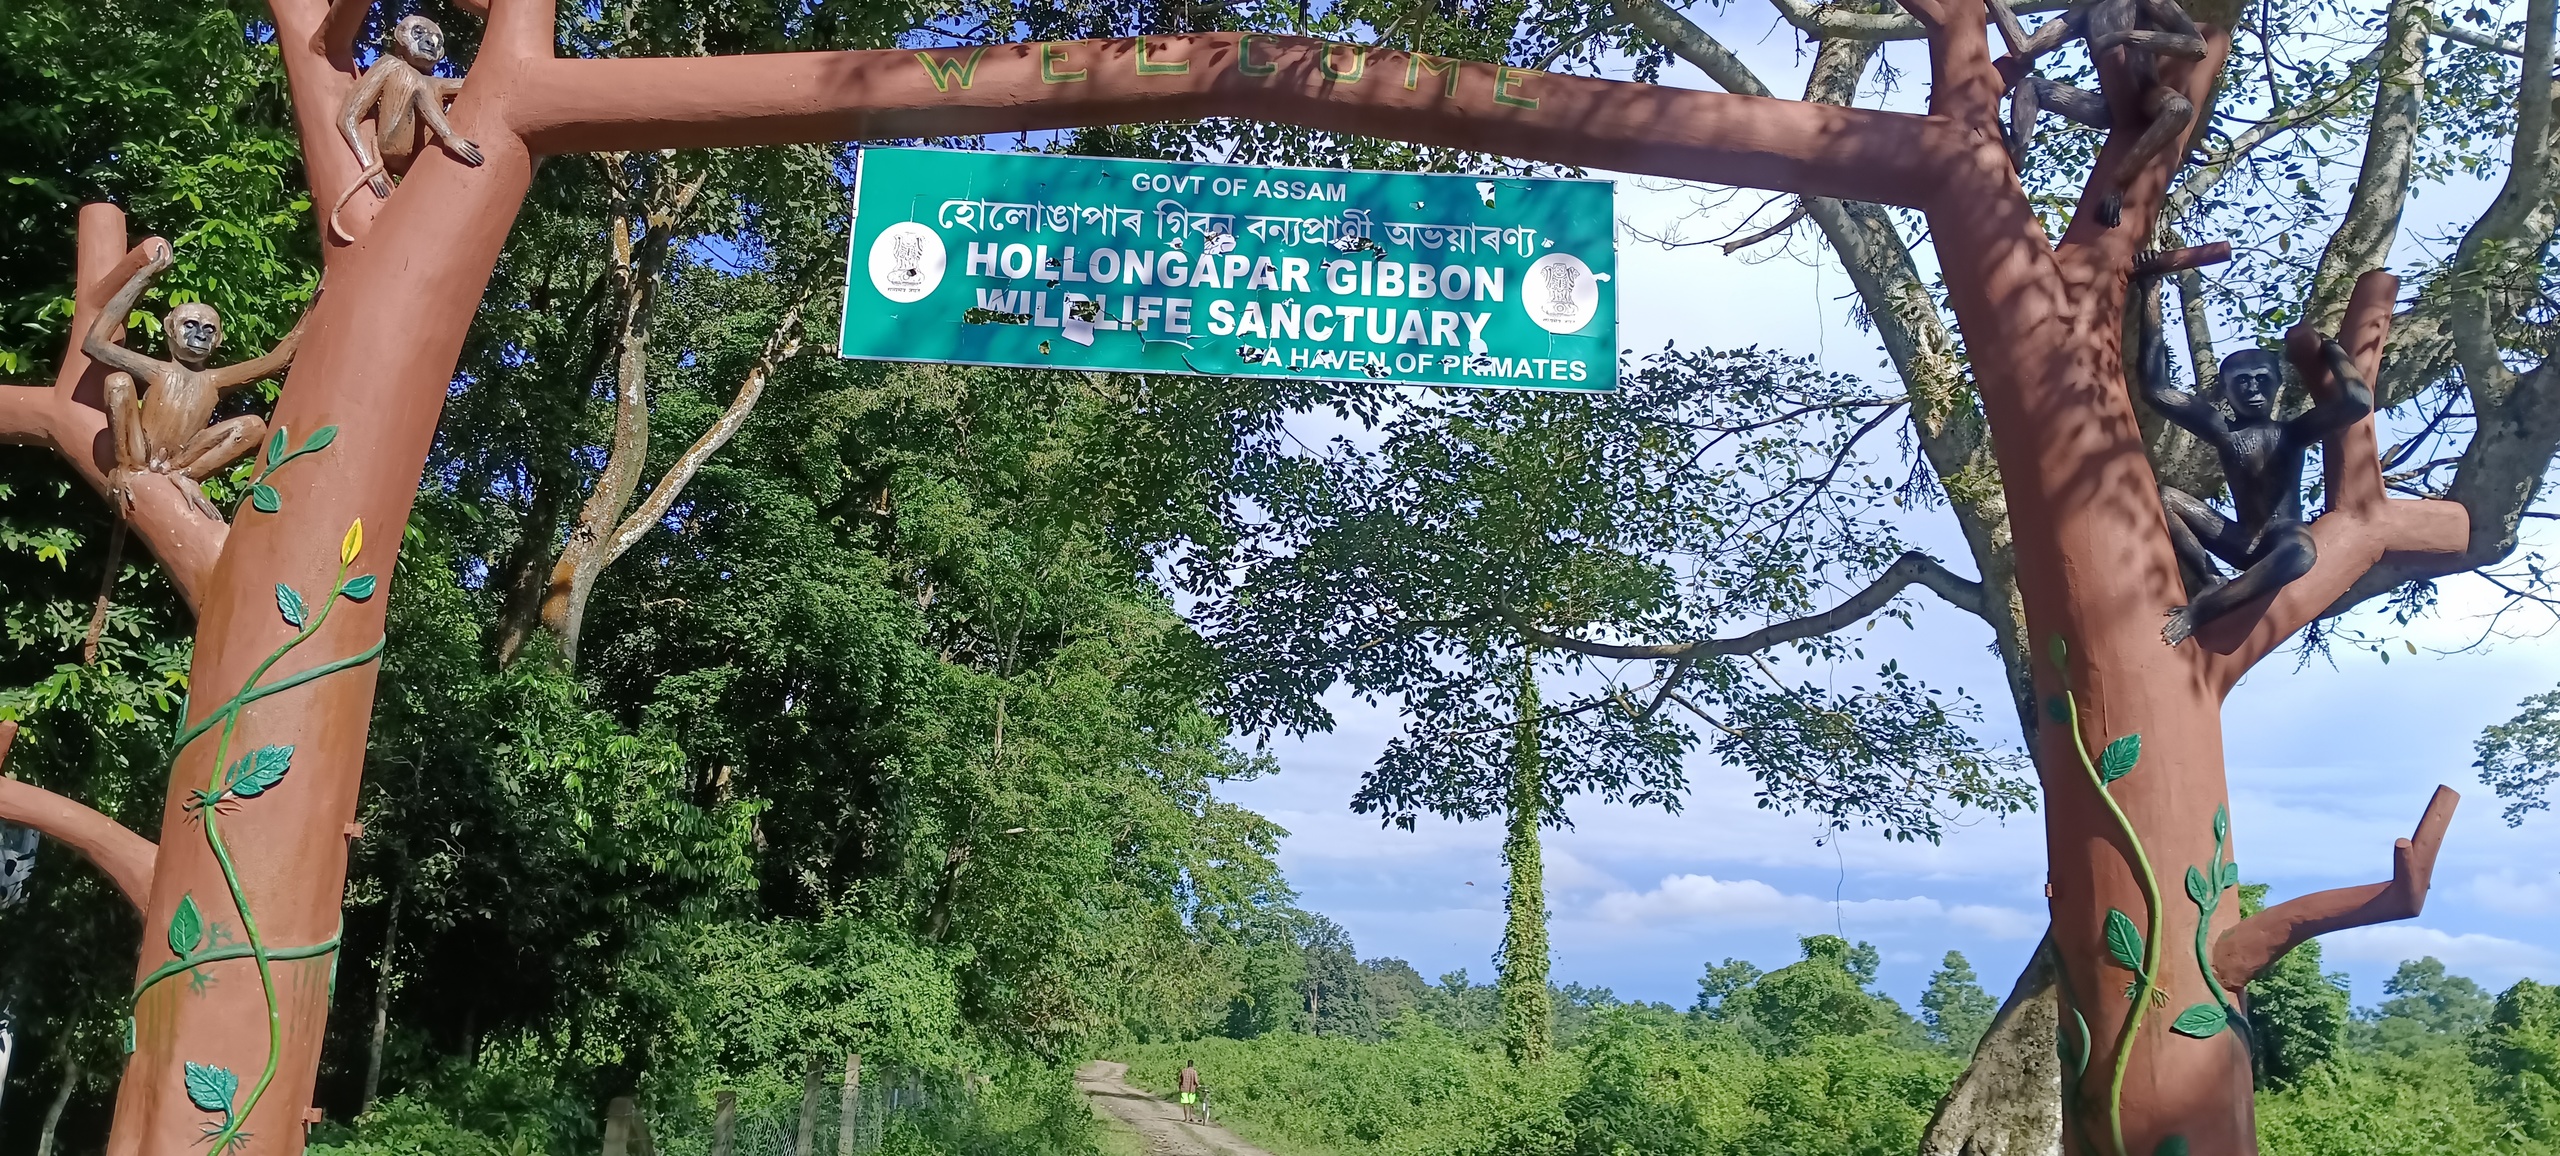 WELCOME
GOVT OF ASSAM
হোলোঙাপাৰ গিবন বন্যপ্ৰাণী অভয়াৰণ্য
HOLLONGAPAR GIBBON
WILDLIFE SANCTUARY
A HAVEN OF PRIMATES